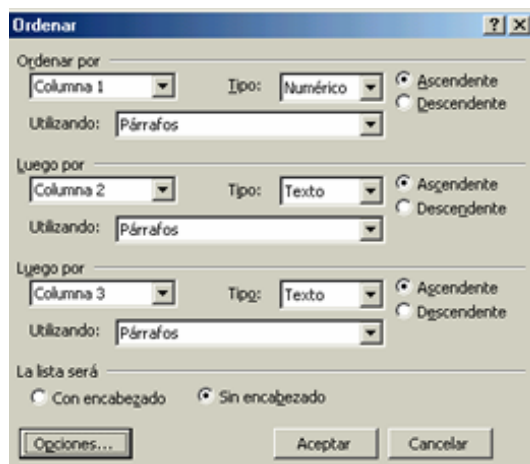 Ordenar
Ordenar por
Columna 1 Tipo: Numérico Ascendente
Descendente
Utilizando: Párrafos
Luego por
Columna 2 Tipo: Texto Ascendente
Descendente
Utilizando: Párrafos
Luego por
Columna 3 Tipo: Texto Ascendente
Descendente
Utilizando: Párrafos
La lista será
Con encabezado Sin encabezado
Opciones... Aceptar Cancelar